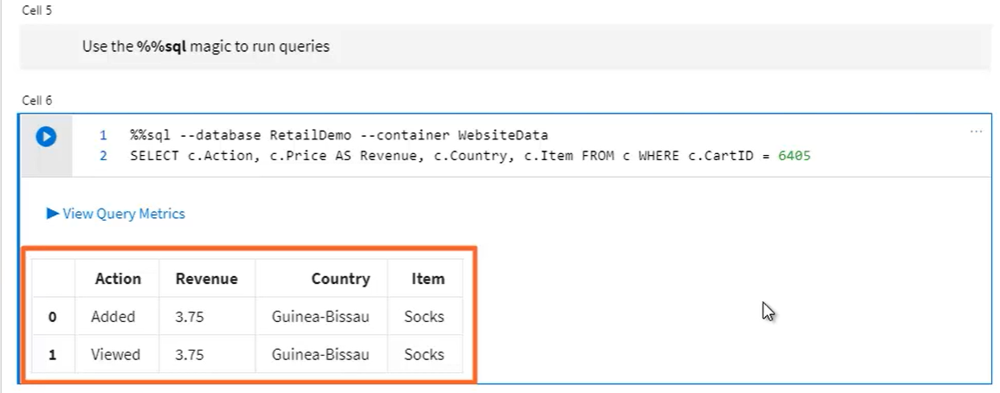 Cell 5
Use the %%sql magic to run queries
Cell 6
1 %%sql --database RetailDemo --container WebsiteData
2 SELECT c.Action, c.Price AS Revenue, c.Country, c.Item FROM c WHERE c.CartID = 6405
...
View Query Metrics
Action Revenue Country Item
0 Added 3.75 Guinea-Bissau Socks
1 Viewed 3.75 Guinea-Bissau Socks